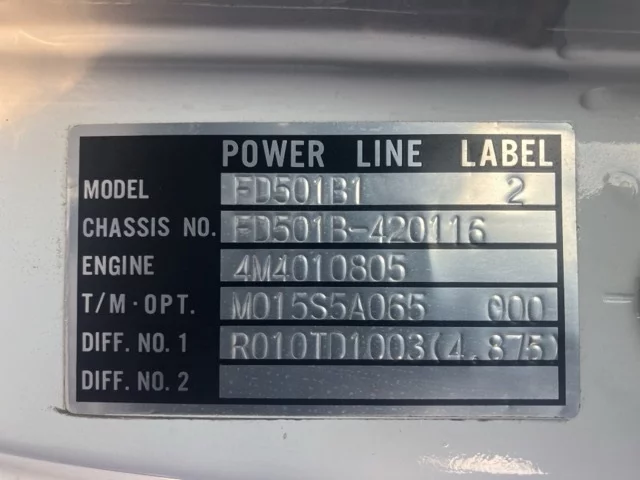 POWER LINE LABEL
MODEL FD501B1 2
CHASSIS NO. FD501B-420116
ENGINE 4M4010805
T/M·OPT. M015S5A065 000
DIFF. NO. 1 R010TD1003(4.875)
DIFF. NO. 2